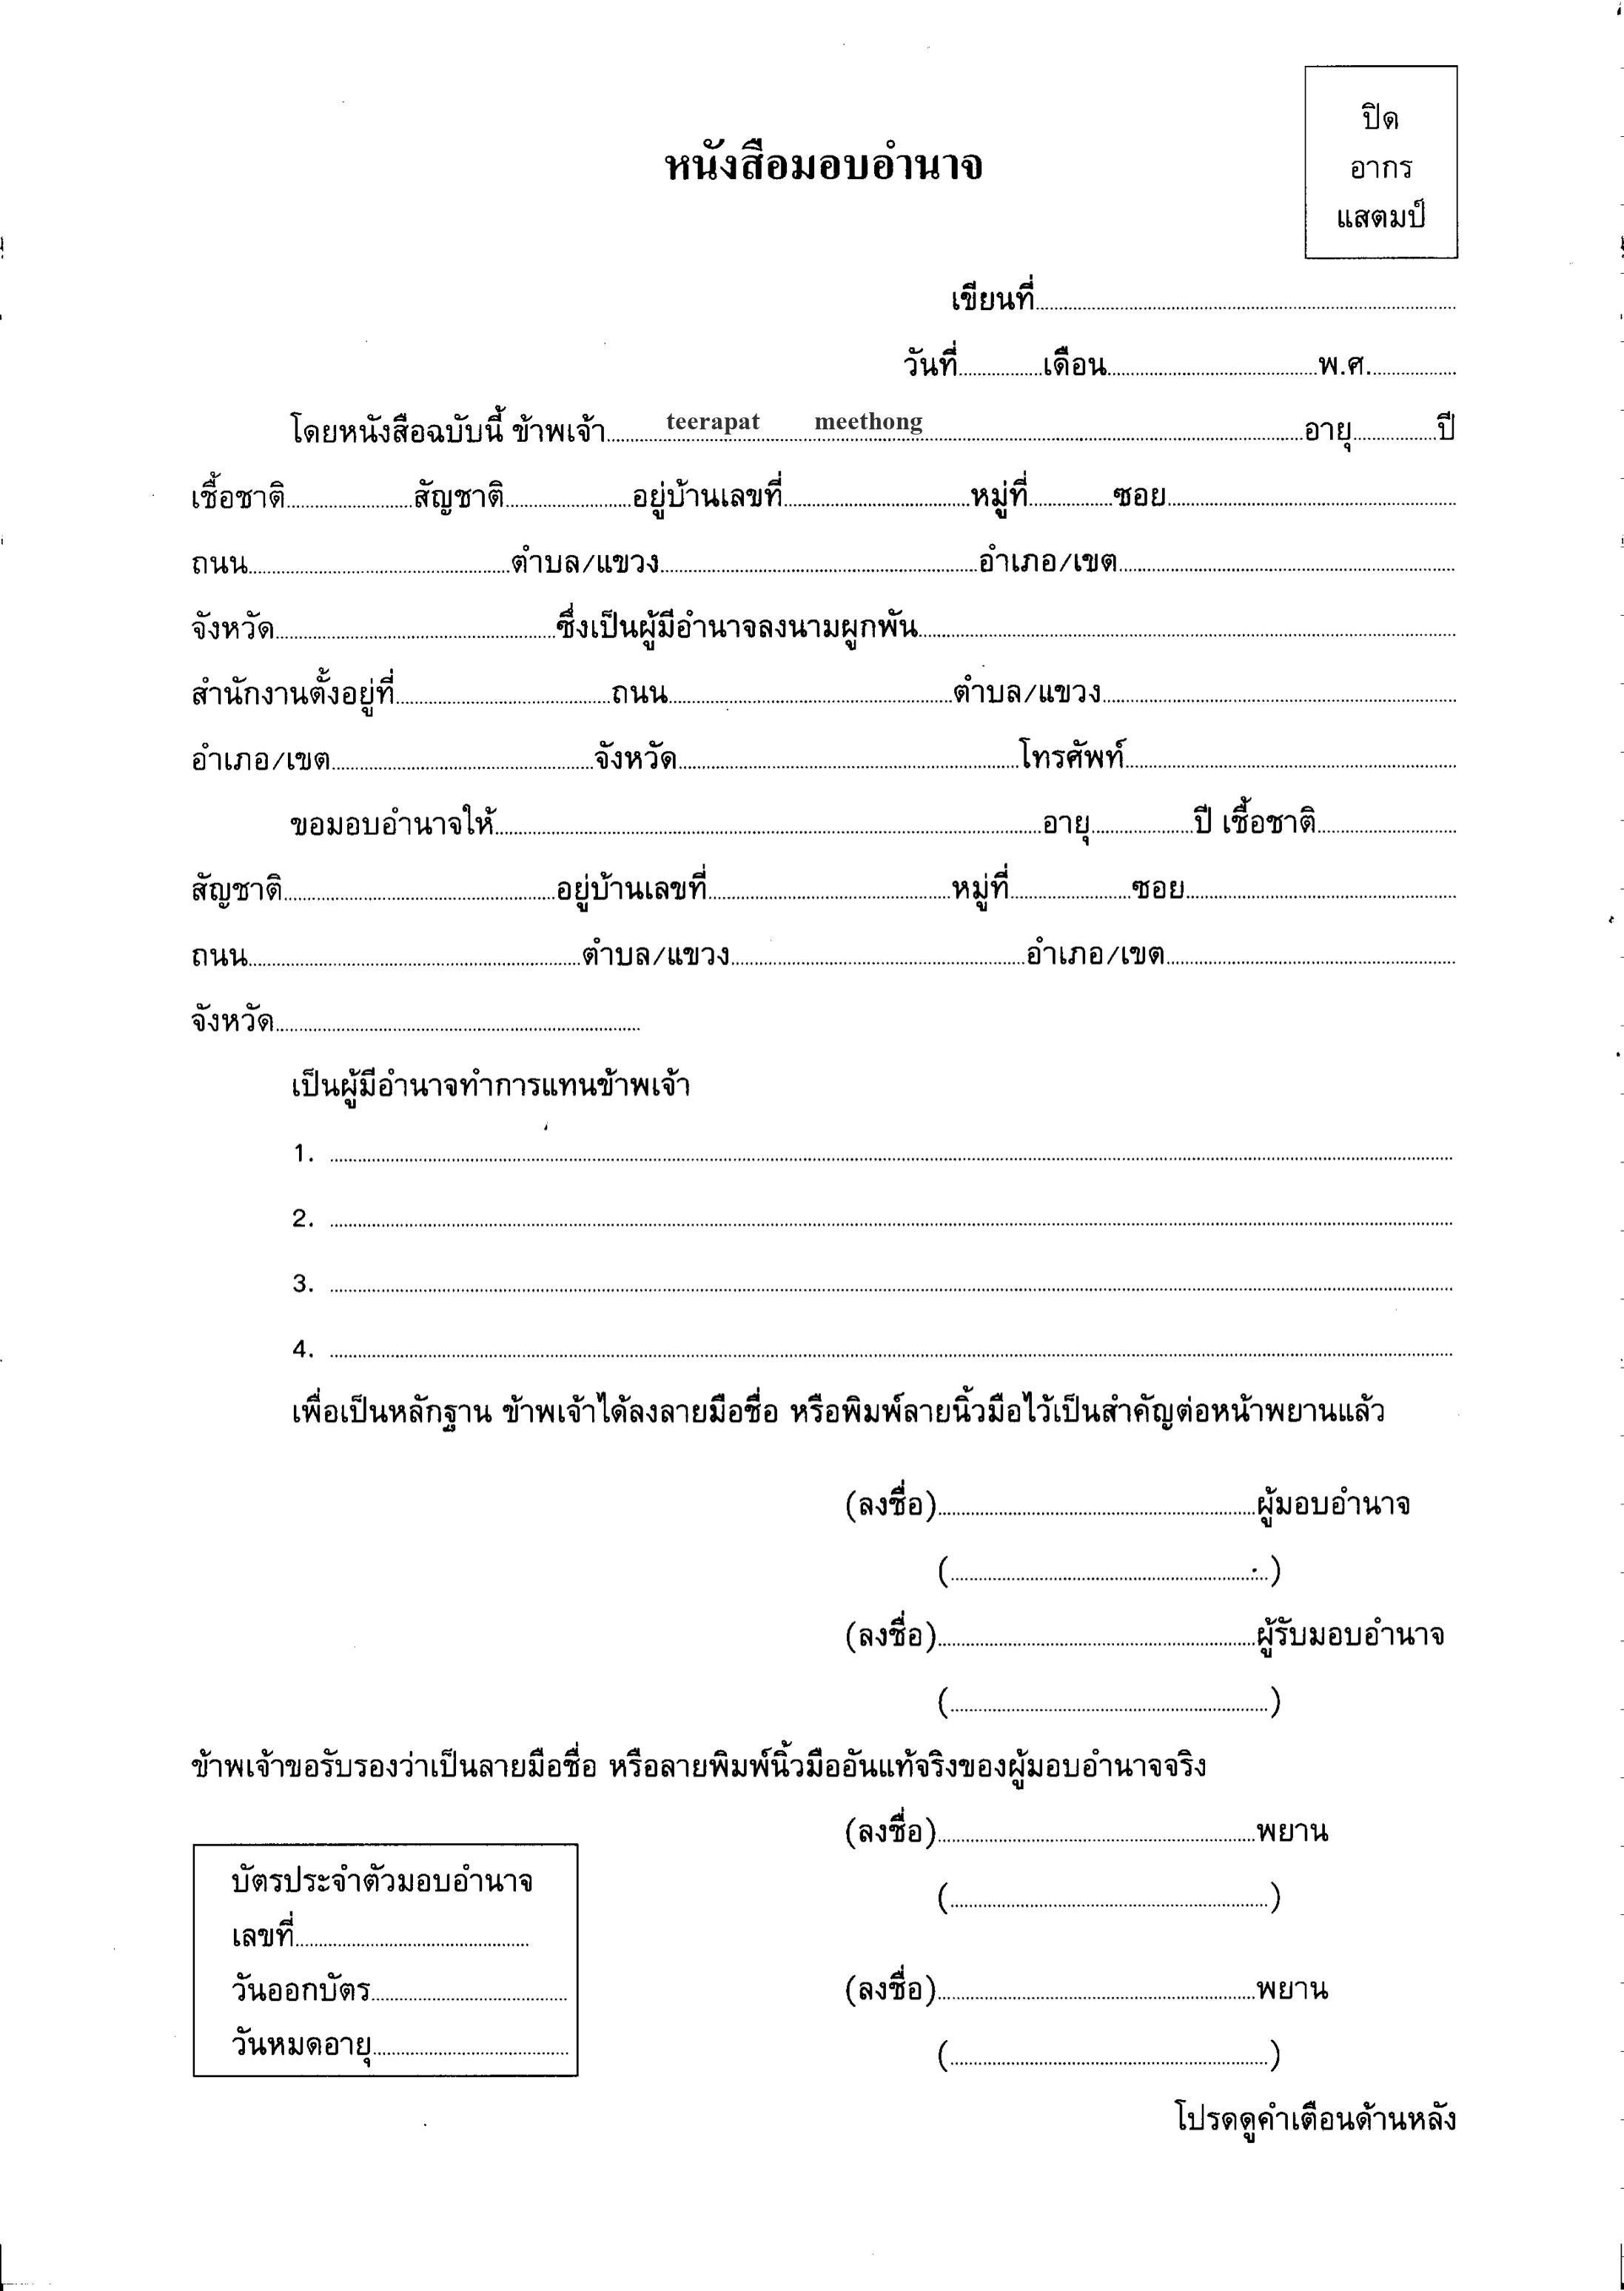 ปิด
อากร
แสตมป์
หนังสือมอบอำนาจ
เขียนที่
วันที่ เดือน พ.ศ.
โดยหนังสือฉบับนี้ ข้าพเจ้า teerapat meethong อายุ ปี
เชื้อชาติ สัญชาติ อยู่บ้านเลขที่ หมู่ที่ ซอย
ถนน ตำบล/แขวง อำเภอ/เขต
จังหวัด ซึ่งเป็นผู้มีอำนาจลงนามผูกพัน
สำนักงานตั้งอยู่ที่ ถนน ตำบล/แขวง
อำเภอ/เขต จังหวัด โทรศัพท์
ขอมอบอำนาจให้ อายุ ปี เชื้อชาติ
สัญชาติ อยู่บ้านเลขที่ หมู่ที่ ซอย
ถนน ตำบล/แขวง อำเภอ/เขต
จังหวัด
เป็นผู้มีอำนาจทำการแทนข้าพเจ้า
1.
2.
3.
4.
เพื่อเป็นหลักฐาน ข้าพเจ้าได้ลงลายมือชื่อ หรือพิมพ์ลายนิ้วมือไว้เป็นสำคัญต่อหน้าพยานแล้ว
(ลงชื่อ) ผู้มอบอำนาจ
( )
(ลงชื่อ) ผู้รับมอบอำนาจ
( )
ข้าพเจ้าขอรับรองว่าเป็นลายมือชื่อ หรือลายพิมพ์นิ้วมืออันแท้จริงของผู้มอบอำนาจจริง
(ลงชื่อ) พยาน
( )
(ลงชื่อ) พยาน
( )
บัตรประจำตัวมอบอำนาจ
เลขที่
วันออกบัตร
วันหมดอายุ
โปรดดูคำเตือนด้านหลัง